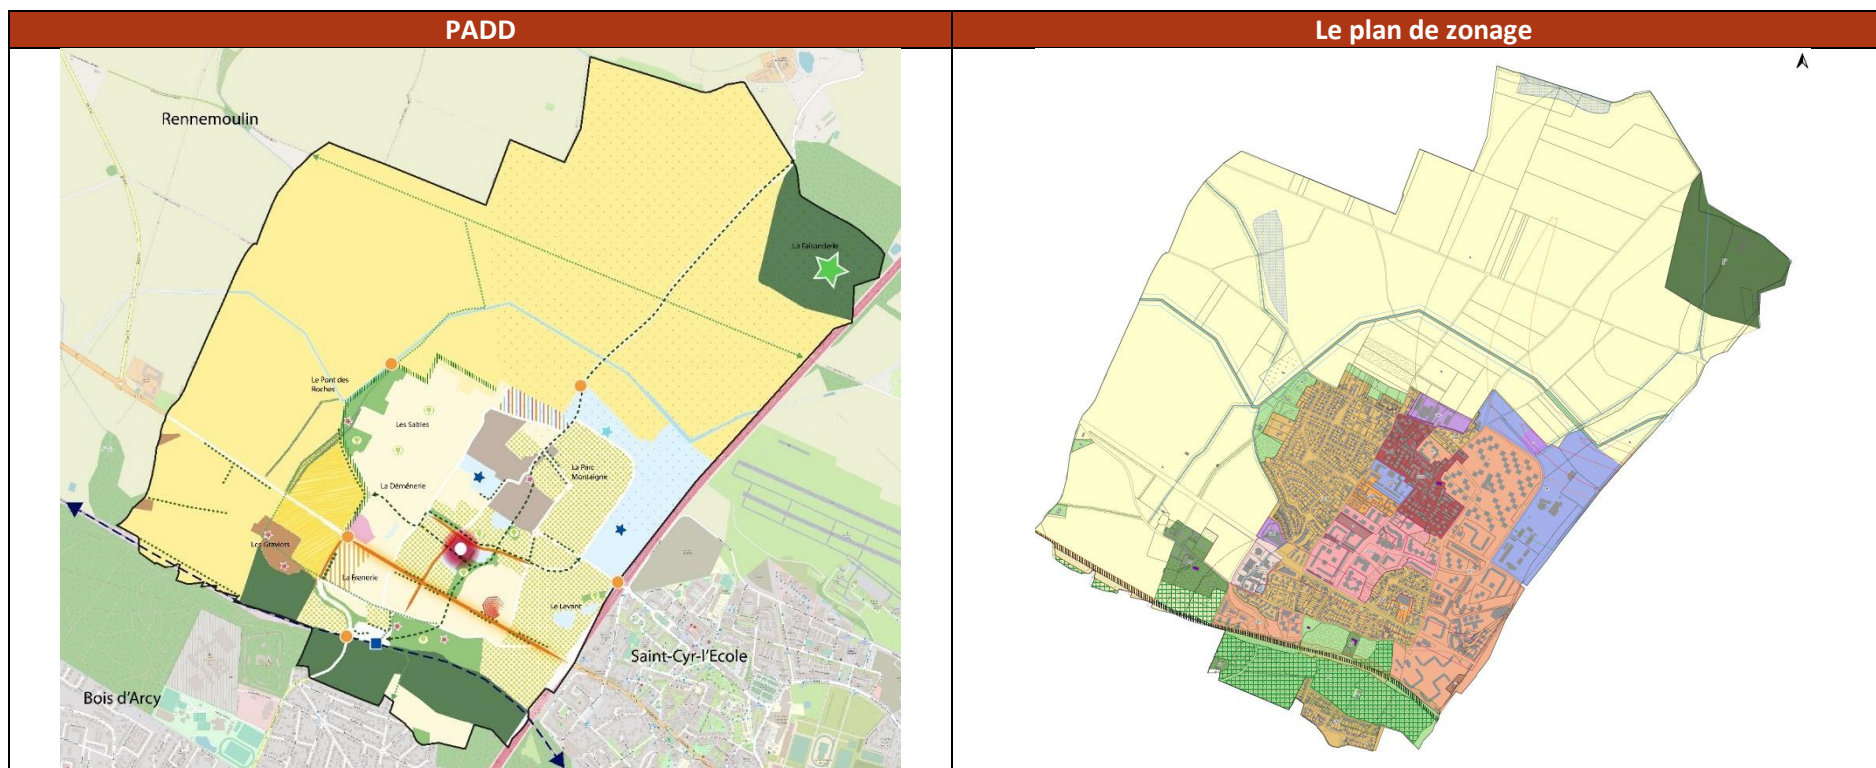 PADD
Le plan de zonage
Rennemoulin
La Faisanderie
Le Pont des
Roches
Les Sables
Le Parc
Montaigne
La Déménerie
Les Graviers
La Frenerie
Le Levant
Saint-Cyr-l'Ecole
Bois d'Arcy